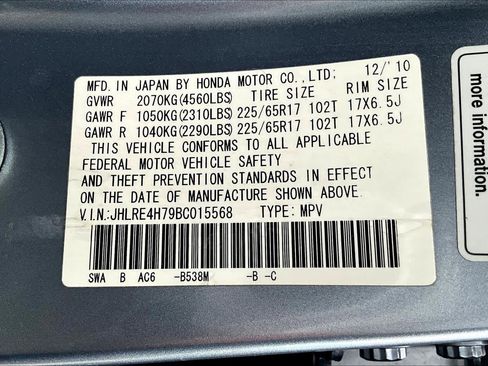 MFD. IN JAPAN BY HONDA MOTOR CO., LTD; 12/'10
GVWR 2070KG(4560LBS) TIRE SIZE RIM SIZE
GAWR F 1050KG(2310LBS) 225/65R17 102T 17X6.5J
GAWR R 1040KG(2290LBS) 225/65R17 102T 17X6.5J
THIS VEHICLE CONFORMS TO ALL APPLICABLE
FEDERAL MOTOR VEHICLE SAFETY
AND THEFT PREVENTION STANDARDS IN EFFECT
ON THE DATE OF MANUFACTURE SHOWN ABOVE.
V.I.N:JHLRE4H79BC015568 TYPE: MPV
SWA B AC6 -B538M -B -C
more information